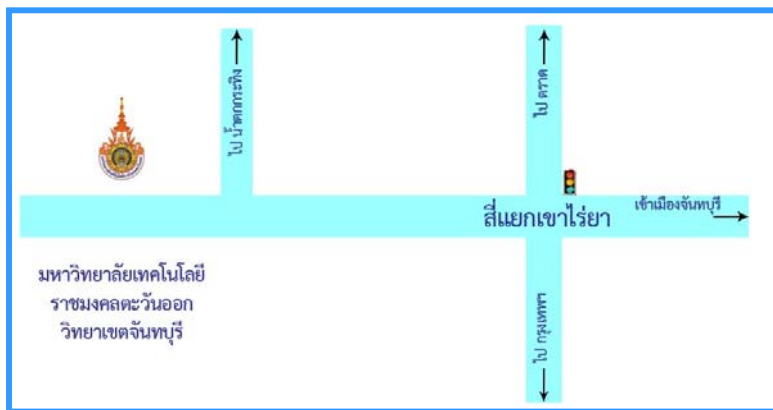 ไป น้ำตกกระทิง
ไป ตราด
สี่แยกเขาไร่ยา
เข้าเมืองจันทบุรี
มหาวิทยาลัยเทคโนโลยี
ราชมงคลตะวันออก
วิทยาเขตจันทบุรี
ไป กรุงเทพฯ